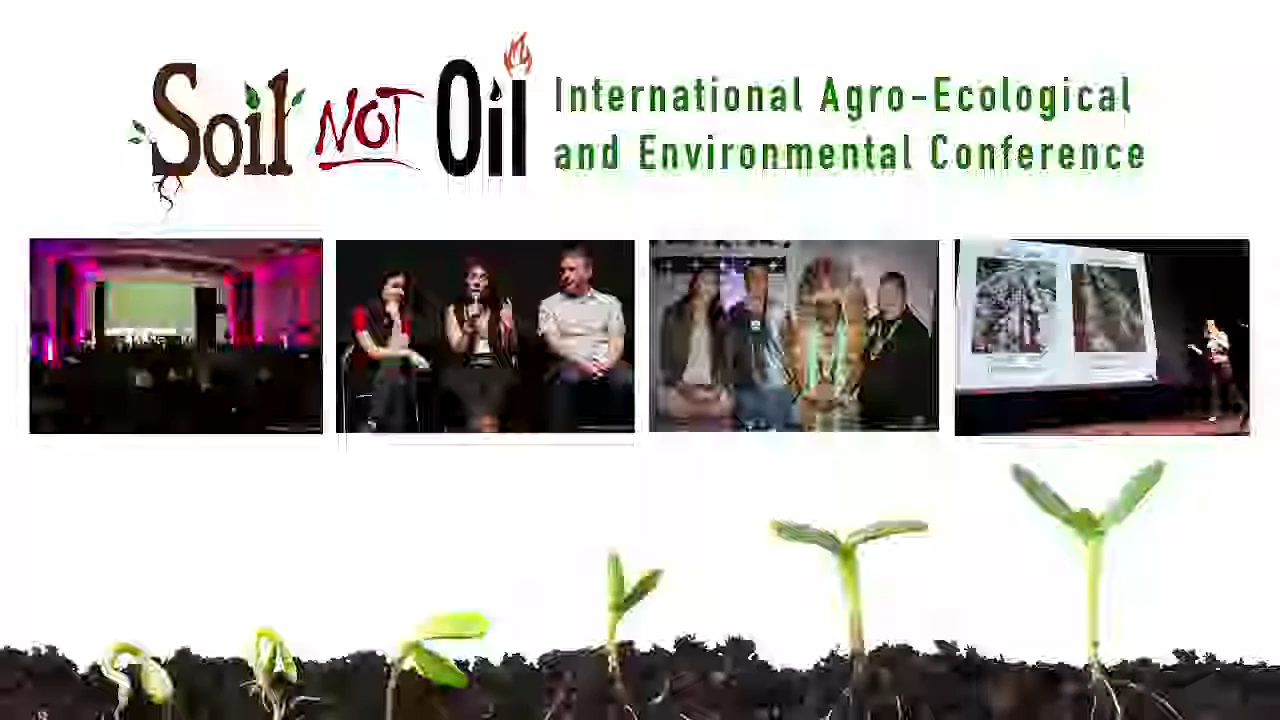 Soil NOT Oil
International Agro-Ecological
and Environmental Conference